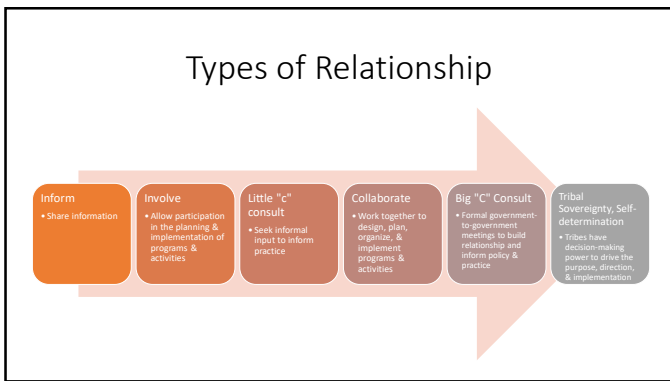 Types of Relationship
Inform
• Share information
Involve
• Allow participation
in the planning &
implementation of
programs &
activities
Little "c"
consult
• Seek informal
input to inform
practice
Collaborate
• Work together to
design, plan,
organize, &
implement
programs &
activities
Big "C" Consult
• Formal government-
to-government
meetings to build
relationship and
inform policy &
practice
Tribal
Sovereignty, Self-
determination
• Tribes have
decision-making
power to drive the
purpose, direction,
& implementation